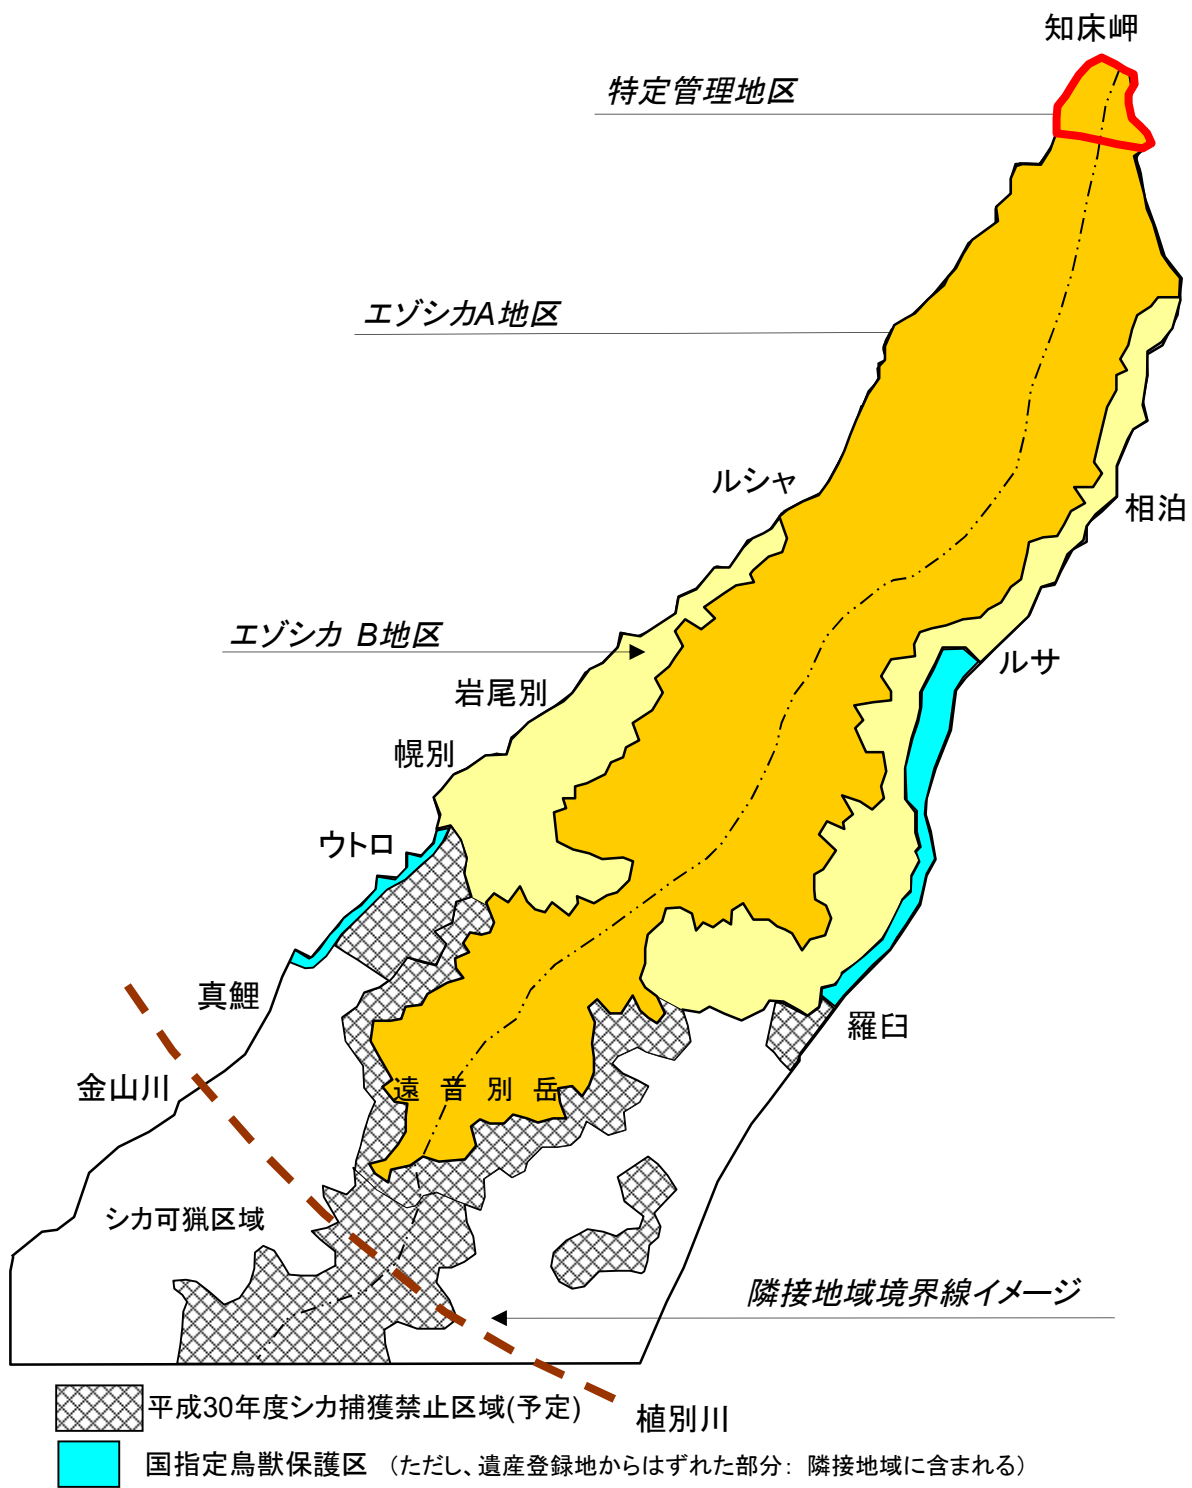 知床岬
特定管理地区
エゾシカA地区
ルシャ
相泊
エゾシカ B地区
ルサ
岩尾別
幌別
ウトロ
真鯉
羅臼
金山川
遠音別岳
シカ可猟区域
隣接地域境界線イメージ
平成30年度シカ捕獲禁止区域(予定)
植別川
国指定鳥獣保護区 （ただし、遺産登録地からはずれた部分： 隣接地域に含まれる）